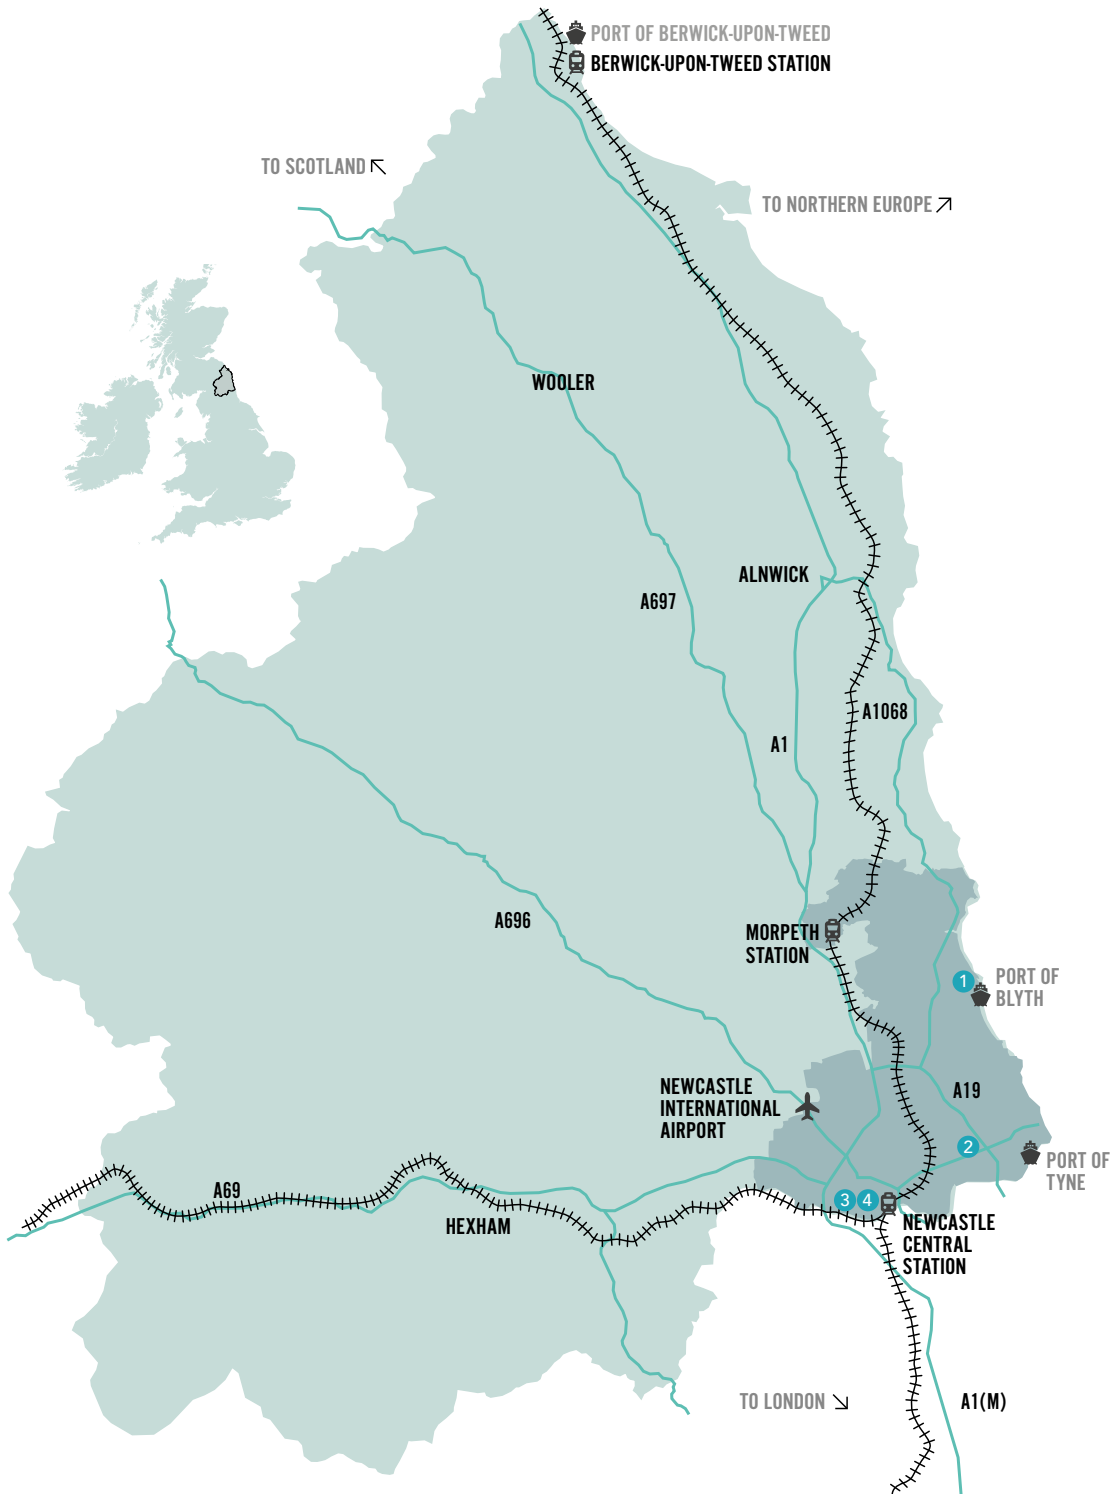 PORT OF BERWICK-UPON-TWEED
BERWICK-UPON-TWEED STATION
TO SCOTLAND
TO NORTHERN EUROPE
WOOLER
ALNWICK
A697
A1068
A1
A696
MORPETH
STATION
1
PORT OF
BLYTH
NEWCASTLE
INTERNATIONAL
AIRPORT
A19
2
PORT OF
TYNE
A69
3
4
HEXHAM
NEWCASTLE
CENTRAL
STATION
TO LONDON
A1(M)